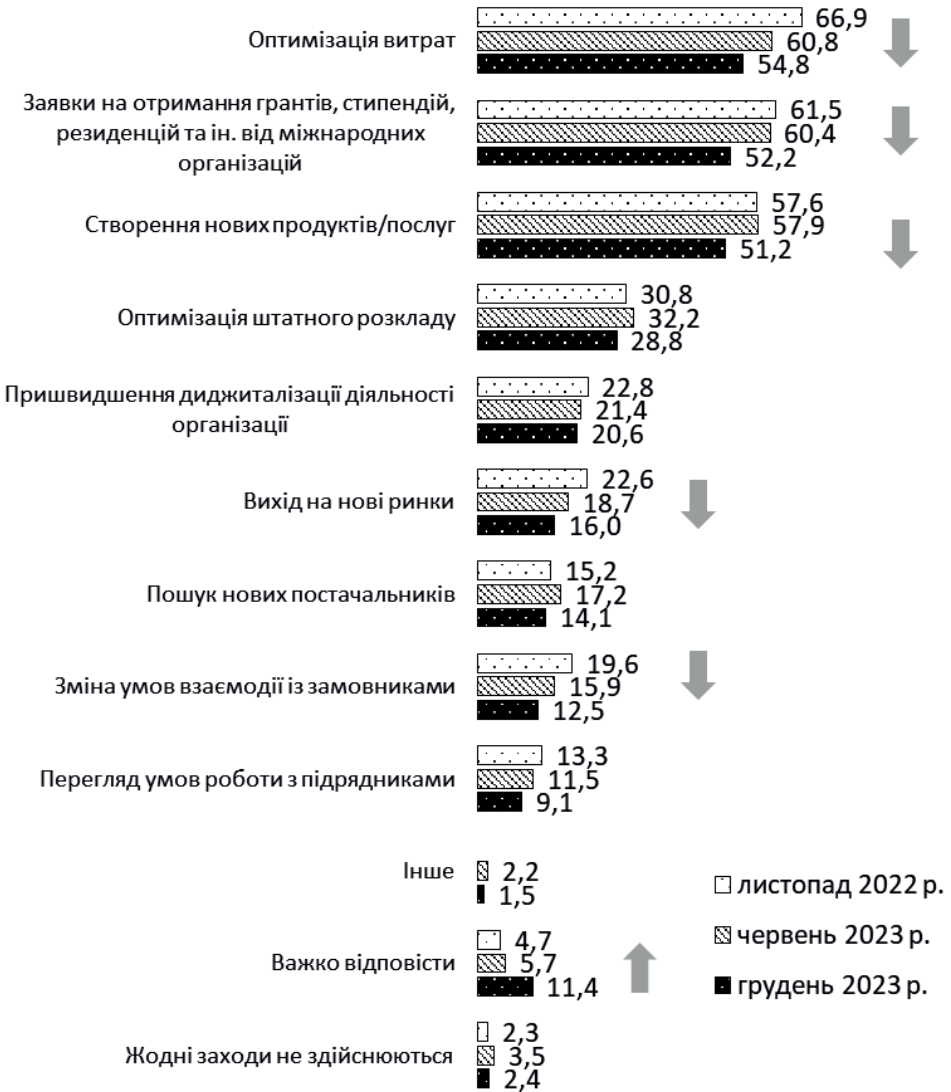 Оптимізація витрат
66,9
60,8
54,8
Заявки на отримання грантів, стипендій,
резиденцій та ін. від міжнародних
організацій
61,5
60,4
52,2
Створення нових продуктів/послуг
57,6
57,9
51,2
Оптимізація штатного розкладу
30,8
32,2
28,8
Пришвидшення диджиталізації діяльності
організації
22,8
21,4
20,6
Вихід на нові ринки
22,6
18,7
16,0
Пошук нових постачальників
15,2
17,2
14,1
Зміна умов взаємодії із замовниками
19,6
15,9
12,5
Перегляд умов роботи з підрядниками
13,3
11,5
9,1
Інше
2,2
1,5
Важко відповісти
4,7
5,7
11,4
Жодні заходи не здійснюються
2,3
3,5
2,4
листопад 2022 р.
червень 2023 р.
грудень 2023 р.